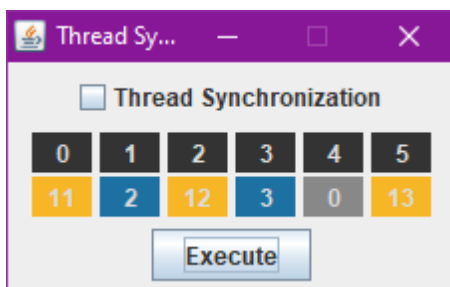 Thread Sy...
Thread Synchronization
0 1 2 3 4 5
11 2 12 3 0 13
Execute